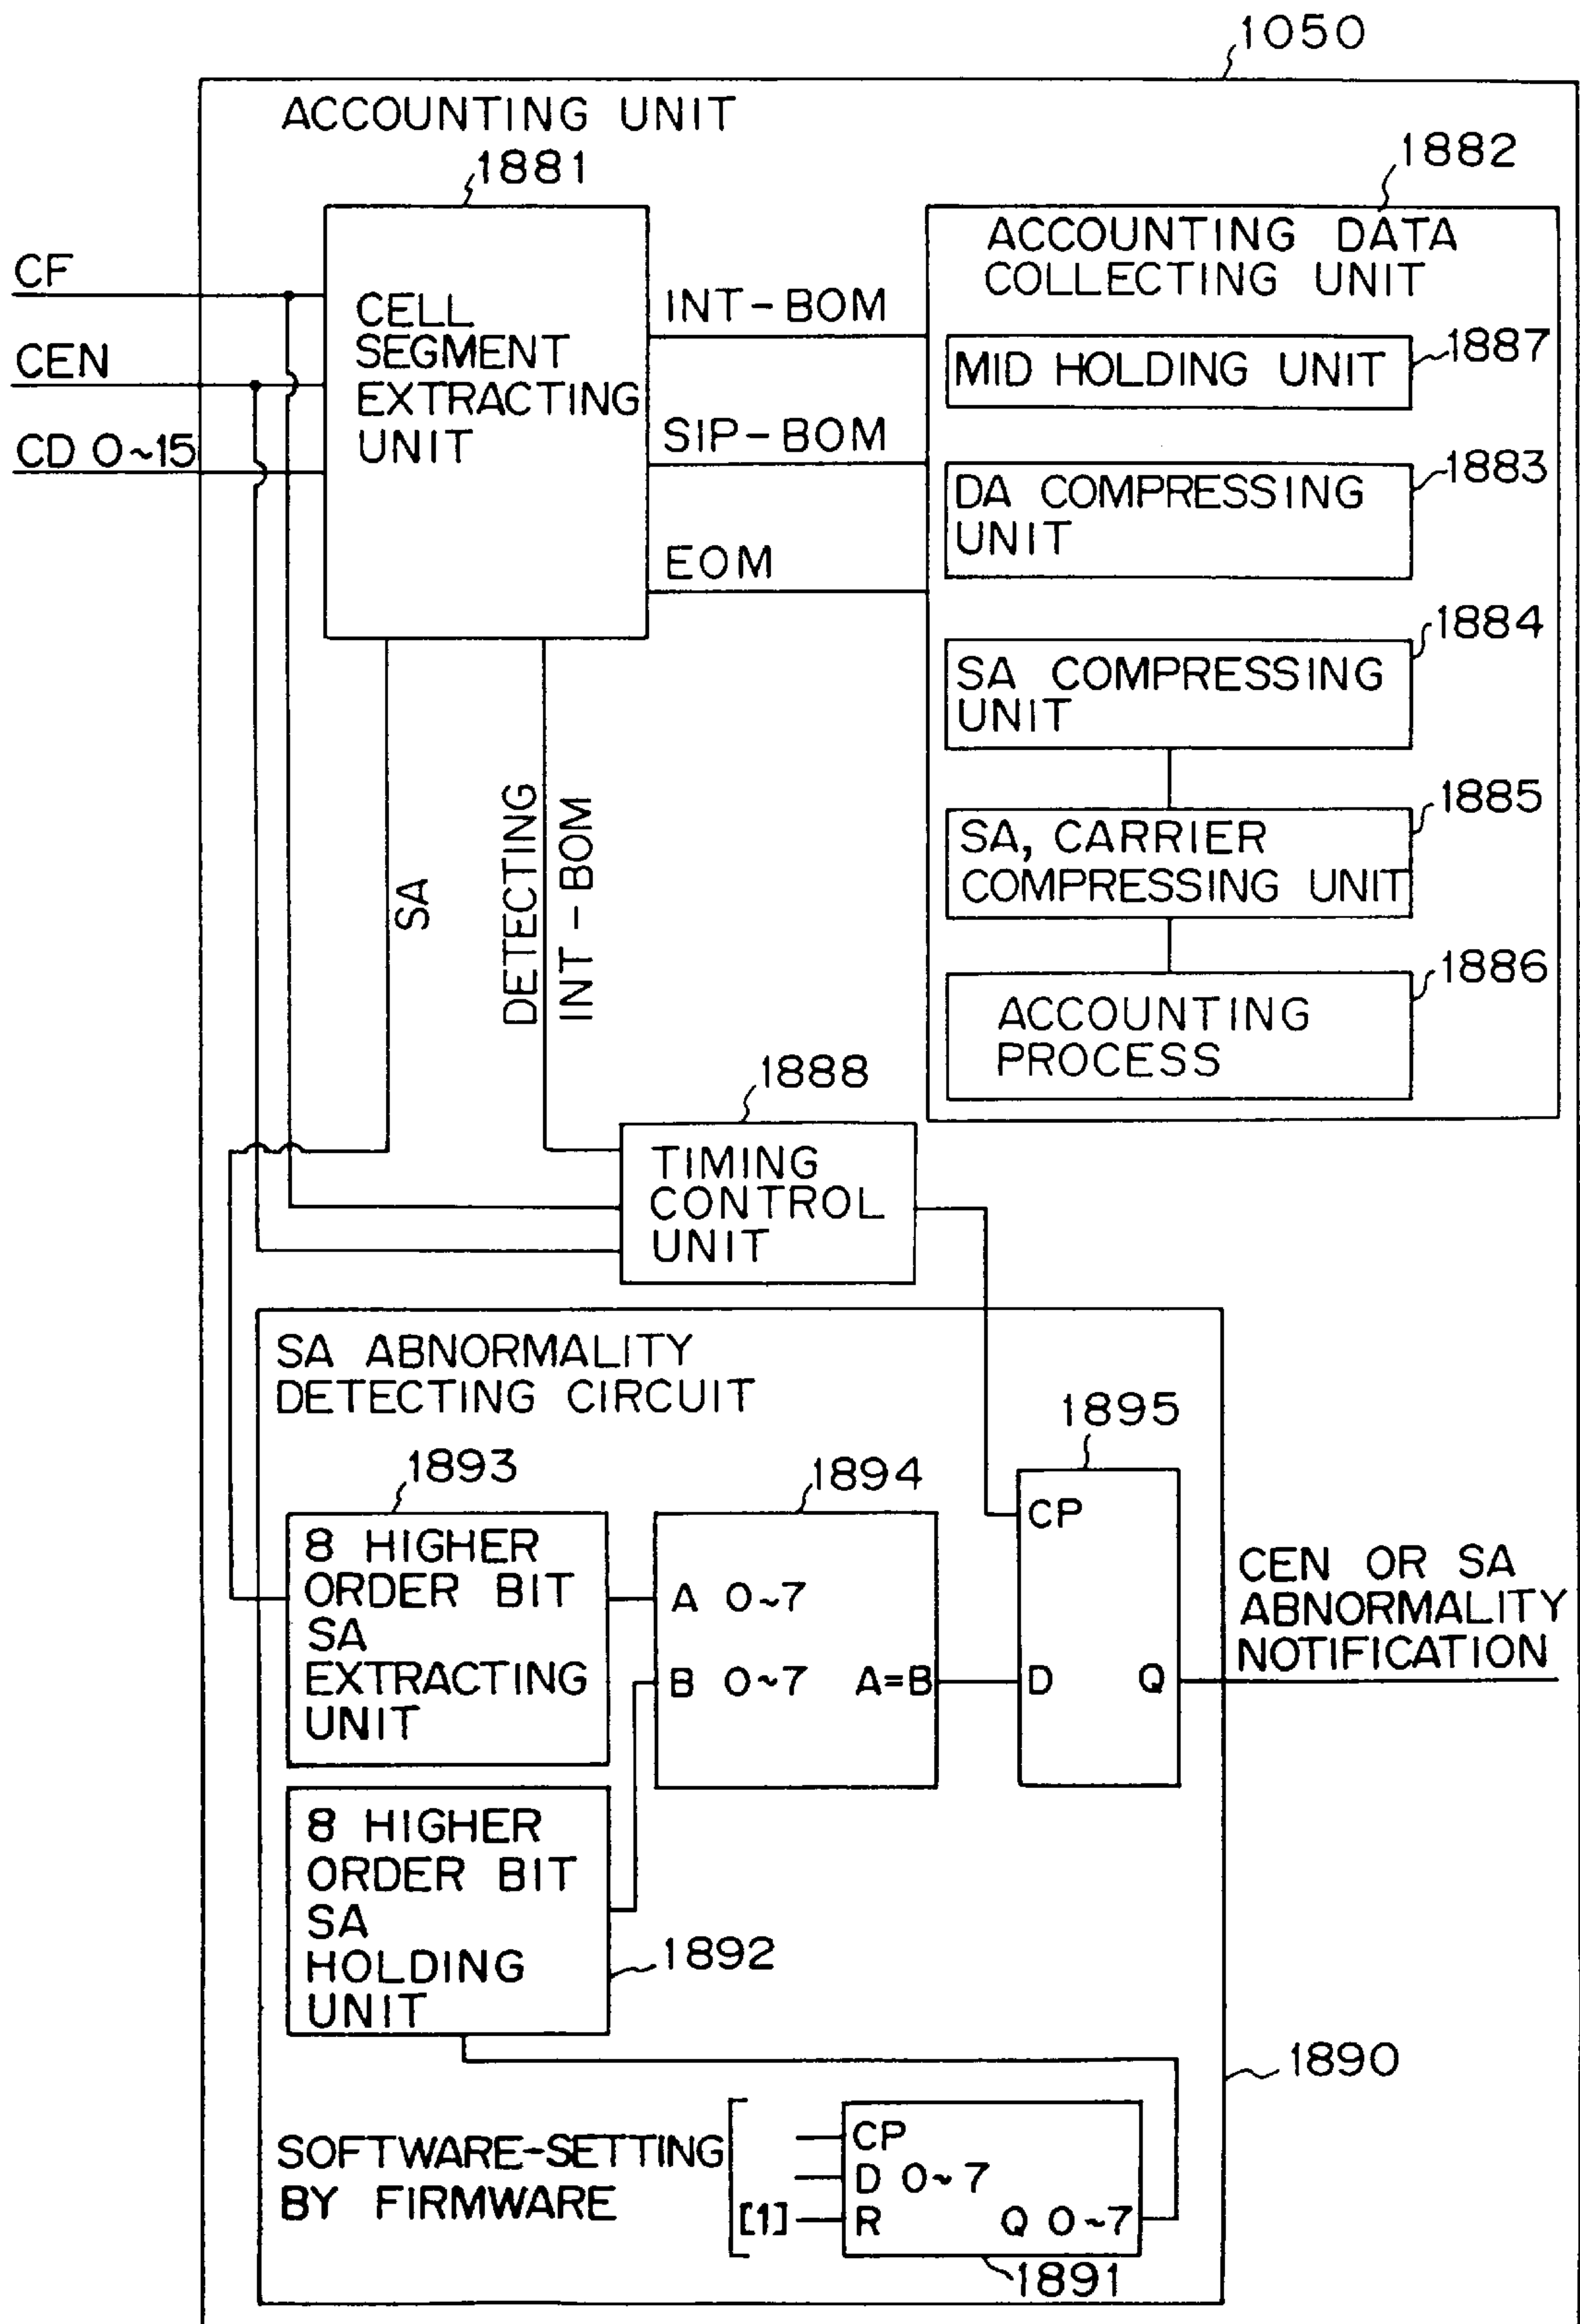 1050
ACCOUNTING UNIT
1881
1882
CF
CEN
CD 0~15
CELL
SEGMENT
EXTRACTING
UNIT
INT-BOM
SIP-BOM
EOM
ACCOUNTING DATA
COLLECTING UNIT
MID HOLDING UNIT
1887
DA COMPRESSING
UNIT
1883
SA COMPRESSING
UNIT
1884
SA, CARRIER
COMPRESSING UNIT
1885
ACCOUNTING
PROCESS
1886
SA
DETECTING
INT-BOM
1888
TIMING
CONTROL
UNIT
SA ABNORMALITY
DETECTING CIRCUIT
1893
8 HIGHER
ORDER BIT
SA
EXTRACTING
UNIT
1894
A 0~7
B 0~7 A=B
1895
CP
D Q
CEN OR SA
ABNORMALITY
NOTIFICATION
8 HIGHER
ORDER BIT
SA
HOLDING
UNIT
1892
1890
SOFTWARE-SETTING
BY FIRMWARE
[1]
CP
D 0~7
R Q 0~7
1891